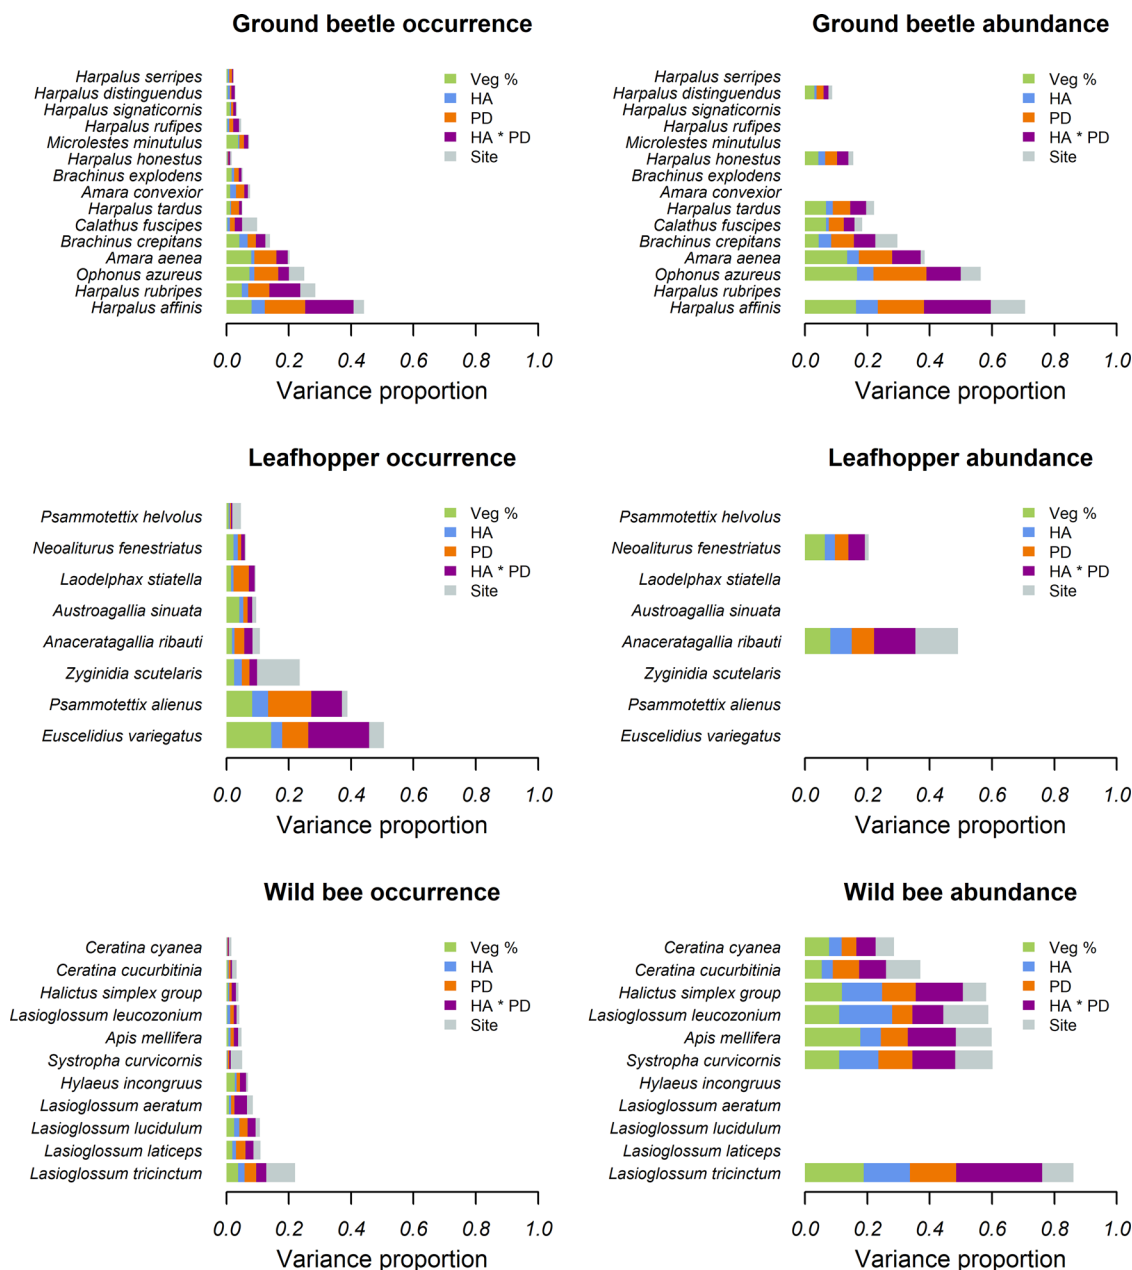 Ground beetle occurrence
Harpalus serripes
Harpalus distinguendus
Harpalus signaticornis
Harpalus rufipes
Microlestes minutulus
Harpalus honestus
Brachinus explodens
Amara convexior
Harpalus tardus
Calathus fuscipes
Brachinus crepitans
Amara aenea
Ophonus azureus
Harpalus rubripes
Harpalus affinis
Veg %
HA
PD
HA * PD
Site
0.0 0.2 0.4 0.6 0.8 1.0
Variance proportion
Ground beetle abundance
Harpalus serripes
Harpalus distinguendus
Harpalus signaticornis
Harpalus rufipes
Microlestes minutulus
Harpalus honestus
Brachinus explodens
Amara convexior
Harpalus tardus
Calathus fuscipes
Brachinus crepitans
Amara aenea
Ophonus azureus
Harpalus rubripes
Harpalus affinis
Veg %
HA
PD
HA * PD
Site
0.0 0.2 0.4 0.6 0.8 1.0
Variance proportion
Leafhopper occurrence
Psammotettix helvolus
Neoaliturus fenestriatus
Laodelphax stiatella
Austroagallia sinuata
Anaceratagallia ribauti
Zyginidia scutelaris
Psammotettix alienus
Euscelidius variegatus
Veg %
HA
PD
HA * PD
Site
0.0 0.2 0.4 0.6 0.8 1.0
Variance proportion
Leafhopper abundance
Psammotettix helvolus
Neoaliturus fenestriatus
Laodelphax stiatella
Austroagallia sinuata
Anaceratagallia ribauti
Zyginidia scutelaris
Psammotettix alienus
Euscelidius variegatus
Veg %
HA
PD
HA * PD
Site
0.0 0.2 0.4 0.6 0.8 1.0
Variance proportion
Wild bee occurrence
Ceratina cyanea
Ceratina cucurbitinia
Halictus simplex group
Lasioglossum leucozonium
Apis mellifera
Systropha curvicornis
Hylaeus incongruus
Lasioglossum aeratum
Lasioglossum lucidulum
Lasioglossum laticeps
Lasioglossum tricinctum
Veg %
HA
PD
HA * PD
Site
0.0 0.2 0.4 0.6 0.8 1.0
Variance proportion
Wild bee abundance
Ceratina cyanea
Ceratina cucurbitinia
Halictus simplex group
Lasioglossum leucozonium
Apis mellifera
Systropha curvicornis
Hylaeus incongruus
Lasioglossum aeratum
Lasioglossum lucidulum
Lasioglossum laticeps
Lasioglossum tricinctum
Veg %
HA
PD
HA * PD
Site
0.0 0.2 0.4 0.6 0.8 1.0
Variance proportion